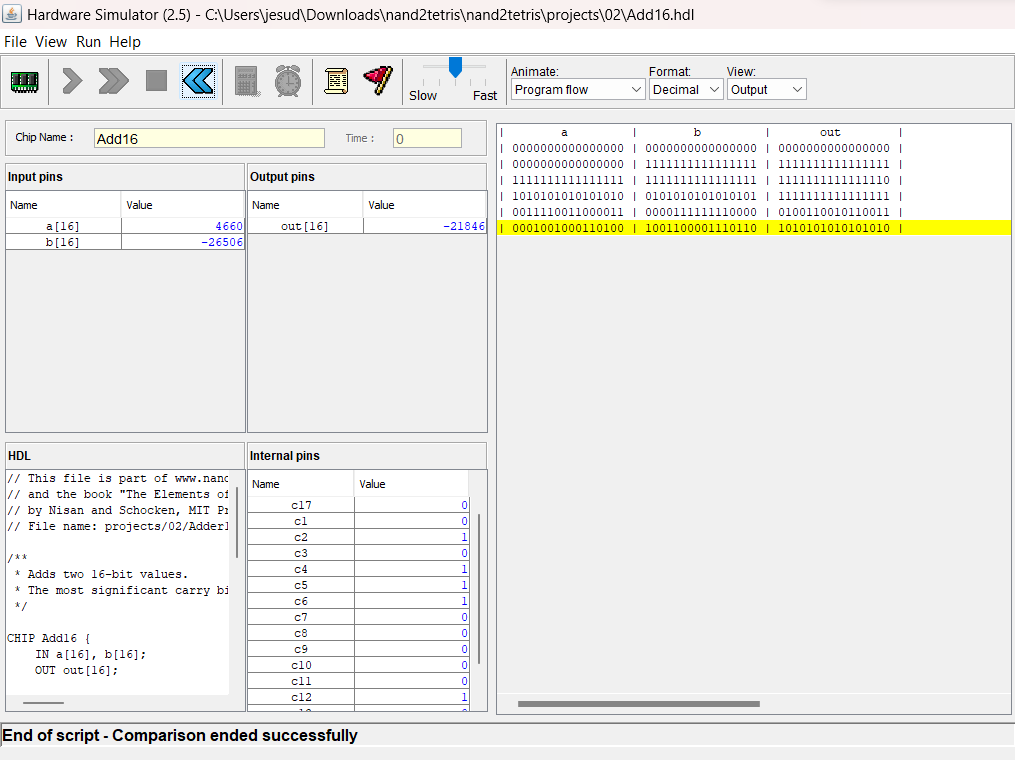 Hardware Simulator (2.5) - C:\Users\jesud\Downloads\nand2tetris\nand2tetris\projects\02\Add16.hdl
File View Run Help
Slow Fast
Animate: Format: View:
Program flow Decimal Output
Chip Name : Add16 Time : 0
Input pins
Name Value
a[16] 4660
b[16] -26506
Output pins
Name Value
out[16] -21846
HDL
// This file is part of www.nand
// and the book "The Elements of
// by Nisan and Schocken, MIT Pr
// File name: projects/02/Adder1
/**
* Adds two 16-bit values.
* The most significant carry bi
*/
CHIP Add16 {
IN a[16], b[16];
OUT out[16];
Internal pins
Name Value
c17 0
c1 0
c2 1
c3 0
c4 1
c5 1
c6 1
c7 0
c8 0
c9 0
c10 0
c11 0
c12 1
| a | b | out |
| 0000000000000000 | 0000000000000000 | 0000000000000000 |
| 0000000000000000 | 1111111111111111 | 1111111111111111 |
| 1111111111111111 | 1111111111111111 | 1111111111111110 |
| 1010101010101010 | 0101010101010101 | 1111111111111111 |
| 0011110011000011 | 0000111111110000 | 0100110010110011 |
| 0001001000110100 | 1001100001110110 | 1010101010101010 |
End of script - Comparison ended successfully